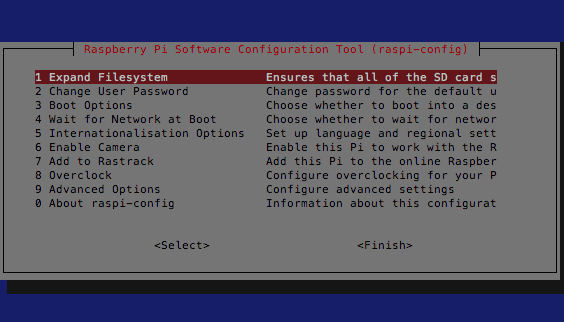 Raspberry Pi Software Configuration Tool (raspi-config)
1 Expand Filesystem Ensures that all of the SD card s
2 Change User Password Change password for the default u
3 Boot Options Choose whether to boot into a des
4 Wait for Network at Boot Choose whether to wait for networ
5 Internationalisation Options Set up language and regional sett
6 Enable Camera Enable this Pi to work with the R
7 Add to Rastrack Add this Pi to the online Raspber
8 Overclock Configure overclocking for your P
9 Advanced Options Configure advanced settings
0 About raspi-config Information about this configurat
<Select> <Finish>